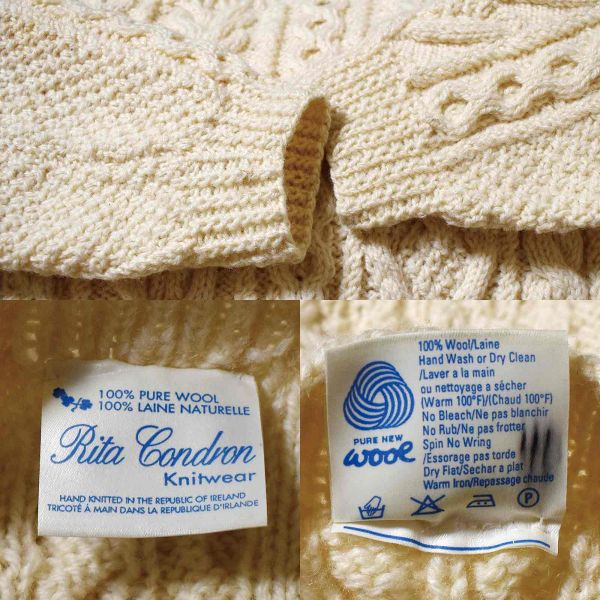 100% PURE WOOL
100% LAINE NATURELLE
Rita Condron
Knitwear
HAND KNITTED IN THE REPUBLIC OF IRELAND
TRICOTÉ À MAIN DANS LA REPUBLIQUE D'IRLANDE
100% Wool/Laine
Hand Wash or Dry Clean
/Laver a la main
ou nettoyage a sécher
(Warm 100°F)/(Chaud 100°F)
No Bleach/Ne pas blanchir
No Rub/Ne pas frotter
Spin No Wring
/Essorage pas torde
Dry Flat/Sechar a plat
Warm Iron/Repassage chaude
PURE NEW
wool
P